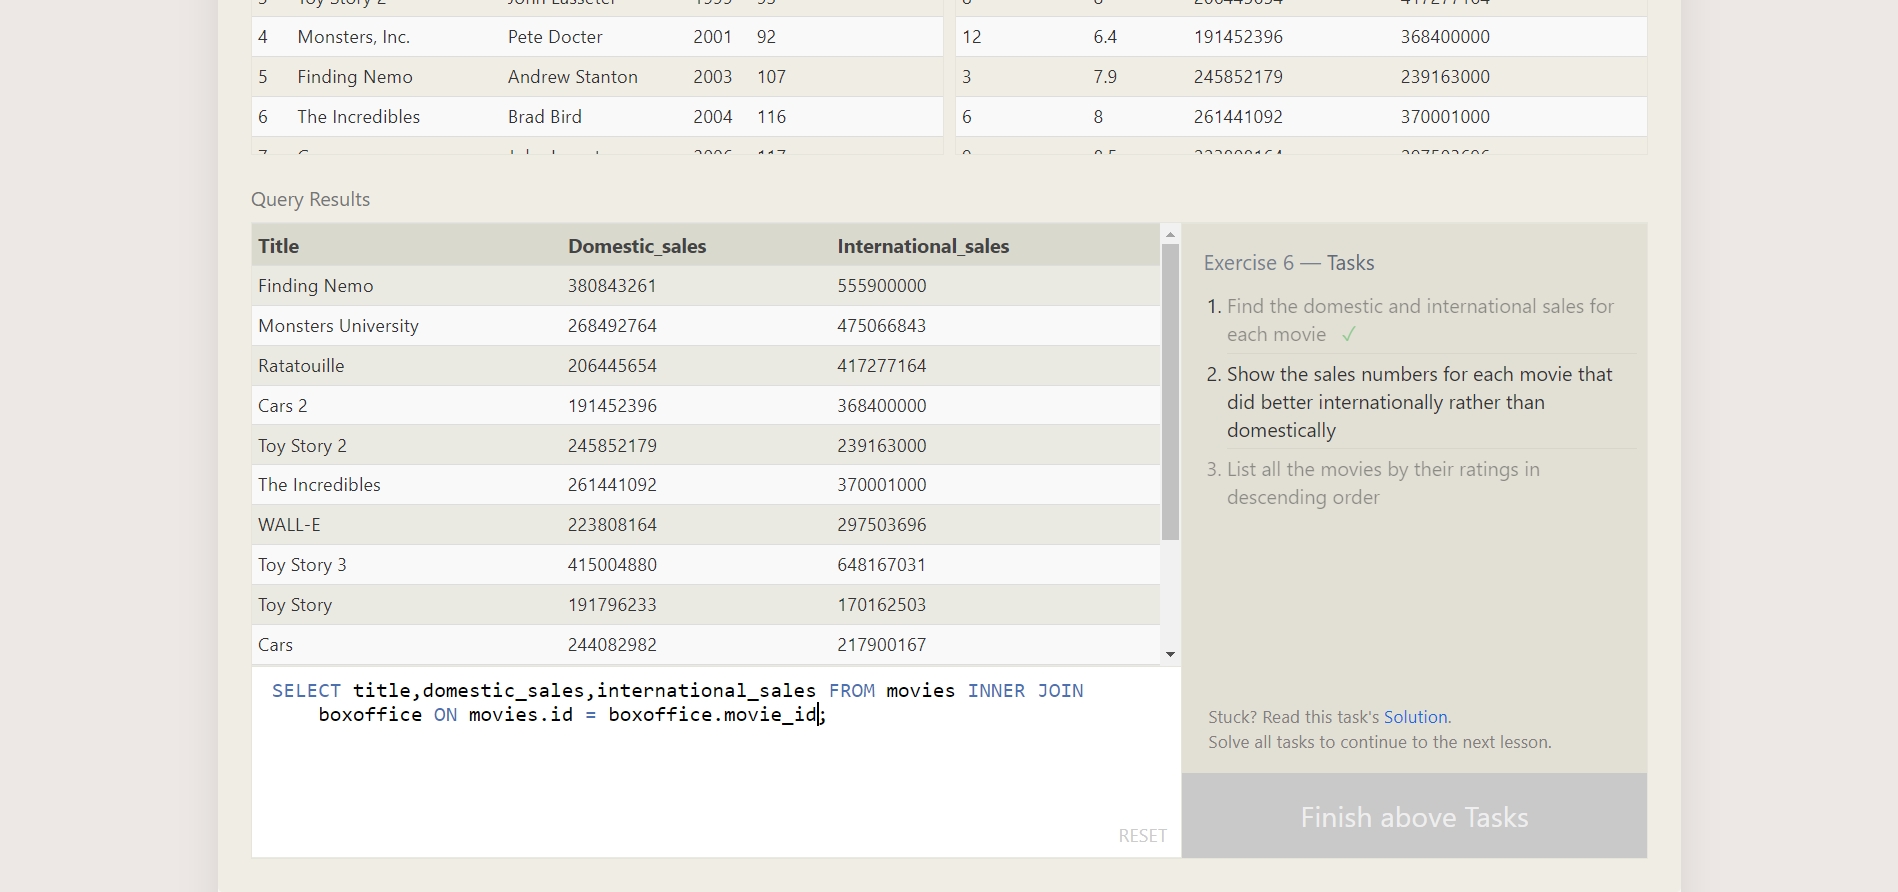 4 Monsters, Inc. Pete Docter 2001 92 12 6.4 191452396 368400000
5 Finding Nemo Andrew Stanton 2003 107 3 7.9 245852179 239163000
6 The Incredibles Brad Bird 2004 116 6 8 261441092 370001000
Query Results
Title Domestic_sales International_sales
Finding Nemo 380843261 555900000
Monsters University 268492764 475066843
Ratatouille 206445654 417277164
Cars 2 191452396 368400000
Toy Story 2 245852179 239163000
The Incredibles 261441092 370001000
WALL-E 223808164 297503696
Toy Story 3 415004880 648167031
Toy Story 191796233 170162503
Cars 244082982 217900167
SELECT title,domestic_sales,international_sales FROM movies INNER JOIN
boxoffice ON movies.id = boxoffice.movie_id;
RESET
Exercise 6 — Tasks
1. Find the domestic and international sales for
each movie ✓
2. Show the sales numbers for each movie that
did better internationally rather than
domestically
3. List all the movies by their ratings in
descending order
Stuck? Read this task's Solution.
Solve all tasks to continue to the next lesson.
Finish above Tasks